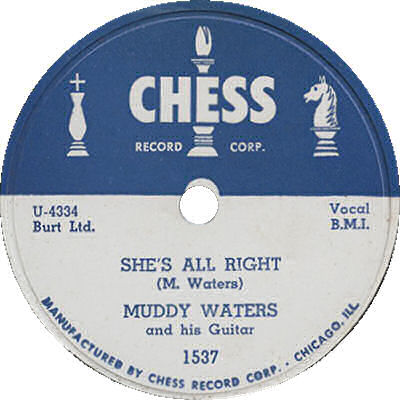 CHESS
RECORD CORP.
U-4334
Burt Ltd.
Vocal
B.M.I.
SHE'S ALL RIGHT
(M. Waters)
MUDDY WATERS
and his Guitar
1537
MANUFACTURED BY CHESS RECORD CORP. . CHICAGO, ILL.